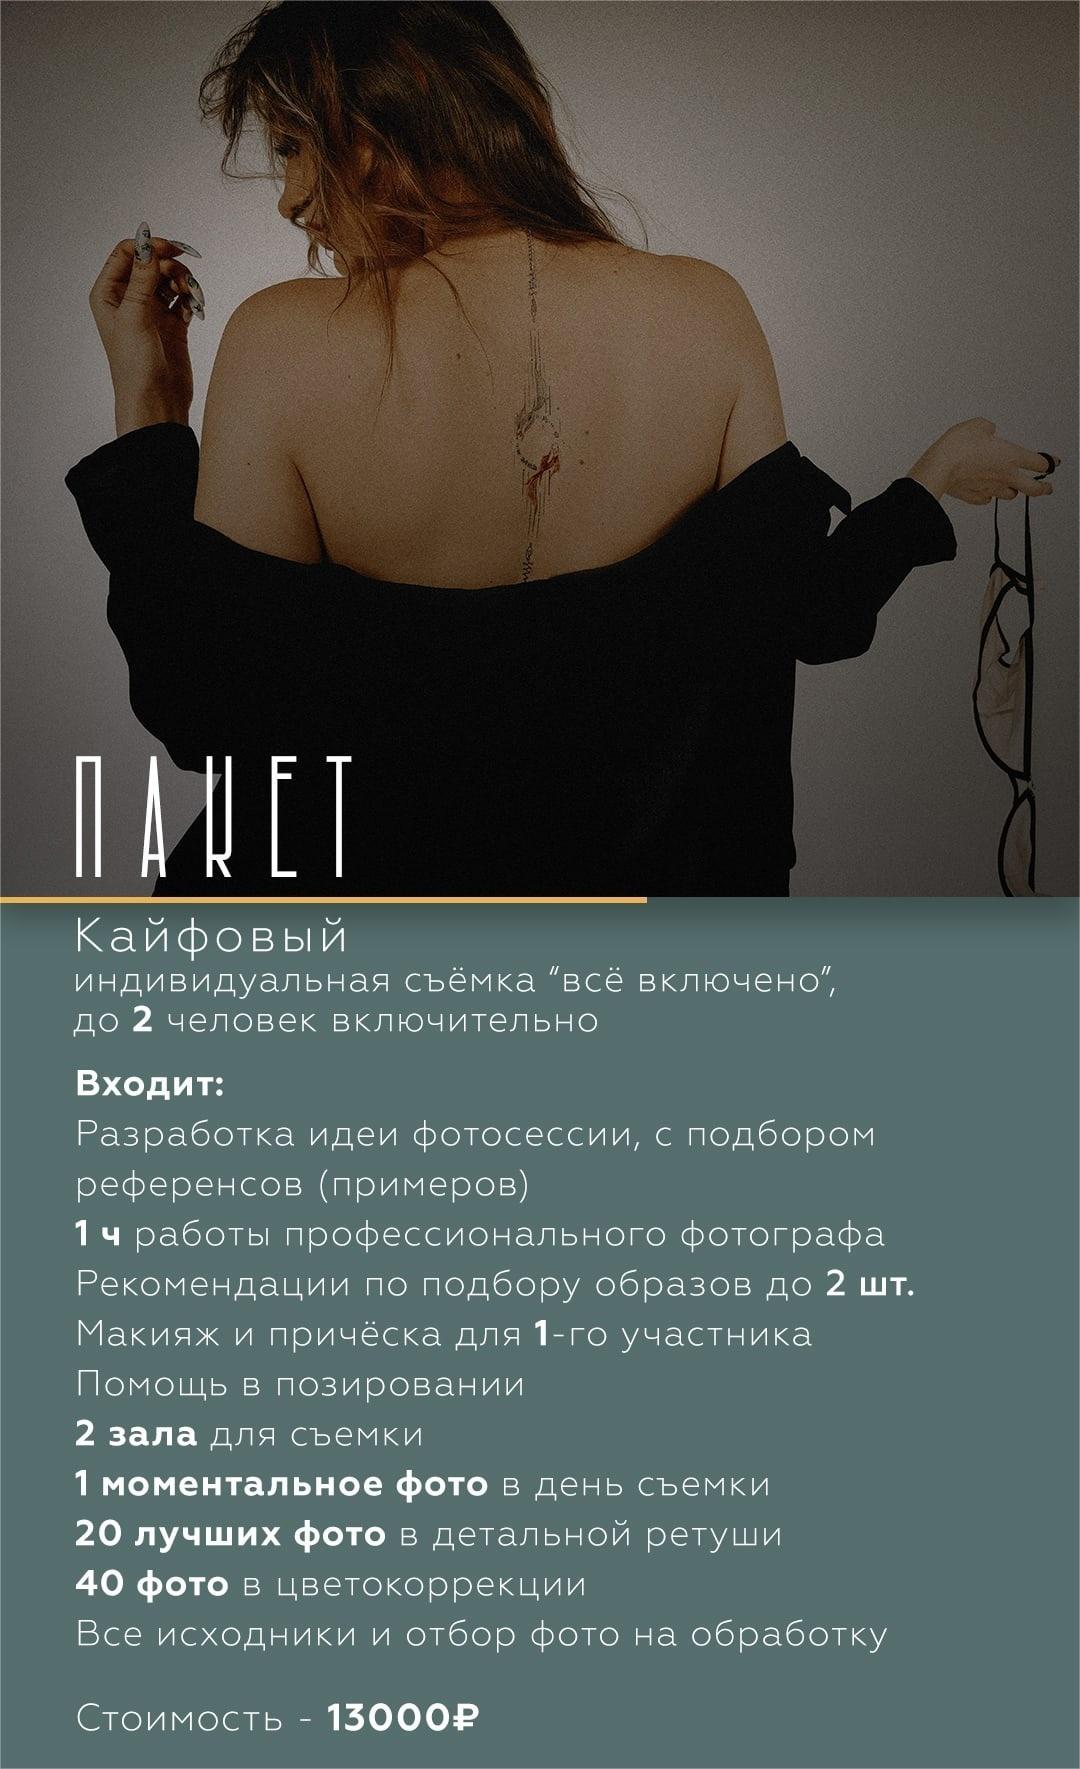 ПАКЕТ
Кайфовый
индивидуальная съёмка “всё включено”,
до 2 человек включительно
Входит:
Разработка идеи фотосессии, с подбором
референсов (примеров)
1 ч работы профессионального фотографа
Рекомендации по подбору образов до 2 шт.
Макияж и причёска для 1-го участника
Помощь в позировании
2 зала для съемки
1 моментальное фото в день съемки
20 лучших фото в детальной ретуши
40 фото в цветокоррекции
Все исходники и отбор фото на обработку
Стоимость - 13000₽